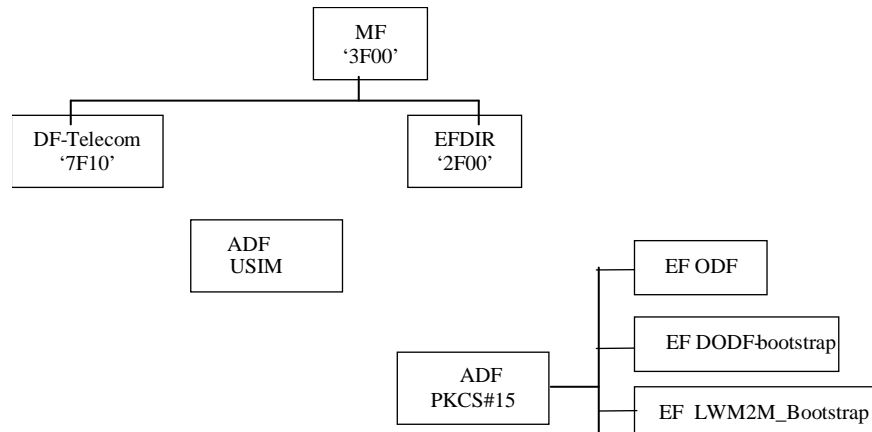 MF
‘3F00’
DF-Telecom
‘7F10’
EFDIR
‘2F00’
ADF
USIM
EF ODF
EF DODF-bootstrap
ADF
PKCS#15
EF LWM2M_Bootstrap